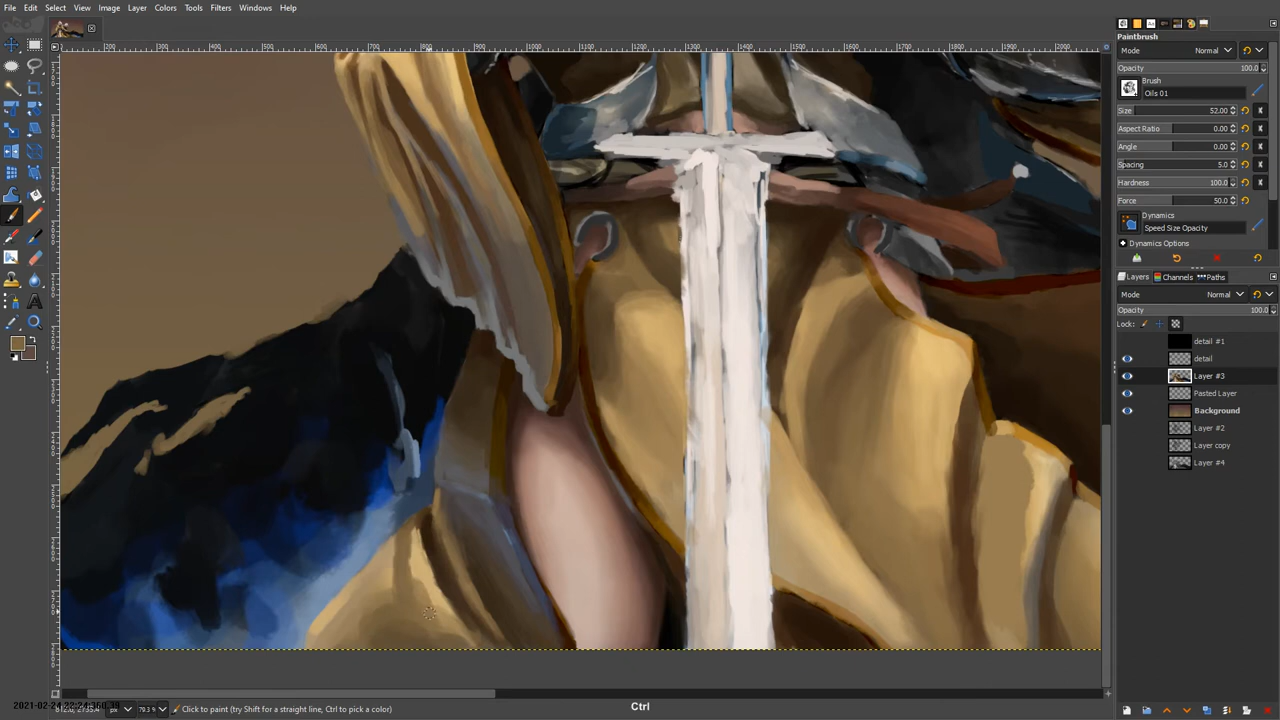 File Edit Select View Image Layer Colors Tools Filters Windows Help
Paintbrush
Mode Normal
Opacity 100.0
Brush
Oils 01
Size 52.00
Aspect Ratio 0.00
Angle 0.00
Spacing 5.0
Hardness 100.0
Force 50.0
Dynamics
Speed Size Opacity
Dynamics Options
Layers Channels Paths
Mode Normal
Opacity 100.0
Lock:
detail #1
detail
Layer #3
Pasted Layer
Background
Layer #2
Layer copy
Layer #4
px 79.3 Click to paint (try Shift for a straight line, Ctrl to pick a color)
Ctrl